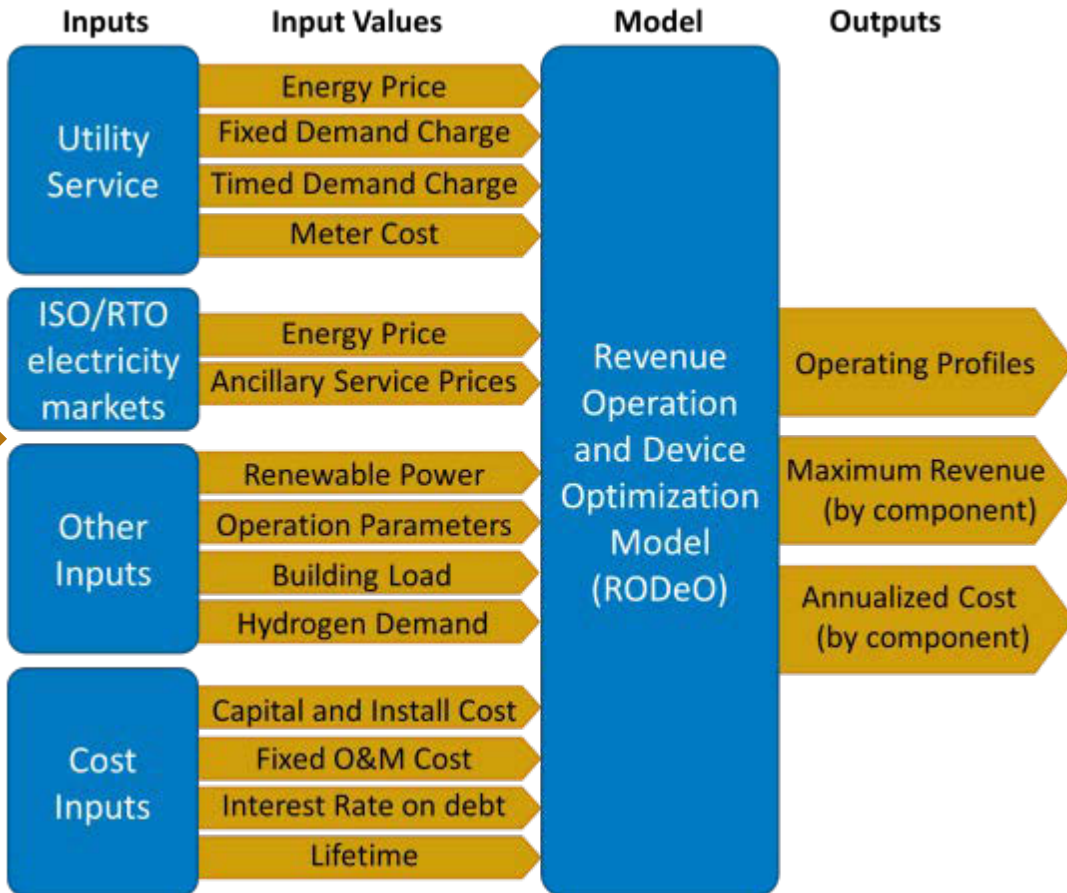 Inputs
Input Values
Model
Outputs
Utility
Service
Energy Price
Fixed Demand Charge
Timed Demand Charge
Meter Cost
ISO/RTO
electricity
markets
Energy Price
Ancillary Service Prices
Other
Inputs
Renewable Power
Operation Parameters
Building Load
Hydrogen Demand
Cost
Inputs
Capital and Install Cost
Fixed O&M Cost
Interest Rate on debt
Lifetime
Revenue
Operation
and Device
Optimization
Model
(RODeO)
Operating Profiles
Maximum Revenue
(by component)
Annualized Cost
(by component)